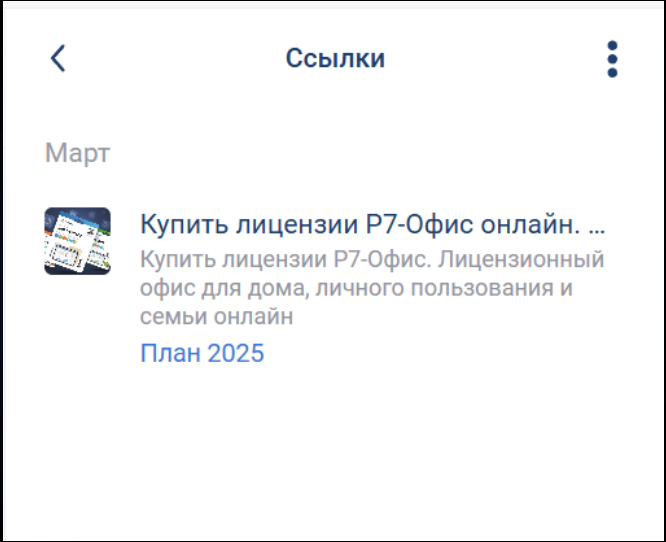 Ссылки
Март
Купить лицензии Р7-Офис онлайн. ...
Купить лицензии Р7-Офис. Лицензионный
офис для дома, личного пользования и
семьи онлайн
План 2025